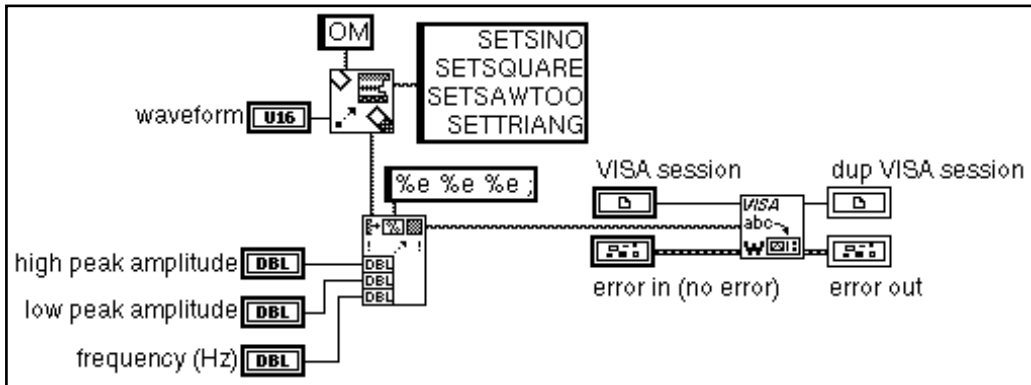 OM
SETSINO
SETSQUARE
SETSAWTOO
SETTRIANG
waveform
U16
%e %e %e ;
VISA session
dup VISA session
VISA
abc
W
error in (no error)
error out
%
! !
high peak amplitude
DBL
DBL
low peak amplitude
DBL
DBL
frequency (Hz)
DBL
DBL